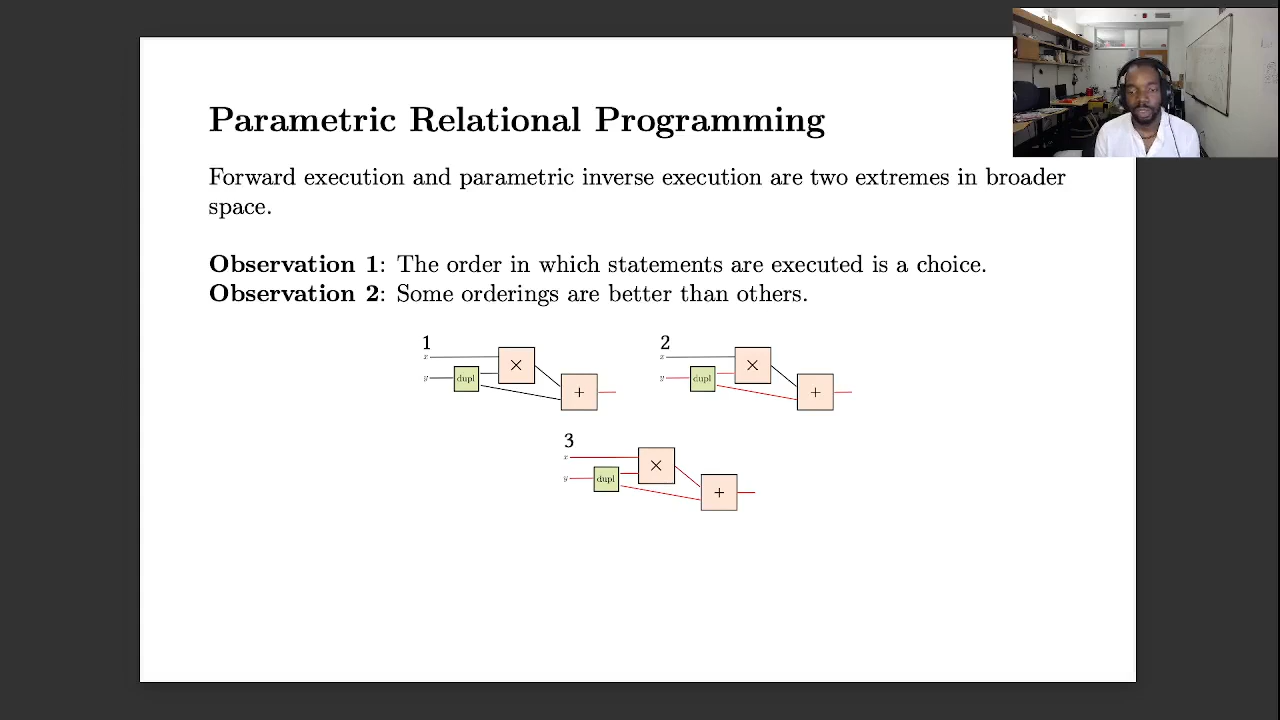 Parametric Relational Programming
Forward execution and parametric inverse execution are two extremes in broader
space.
Observation 1: The order in which statements are executed is a choice.
Observation 2: Some orderings are better than others.
1
x
y
dupl
×
+
2
x
y
dupl
×
+
3
x
y
dupl
×
+